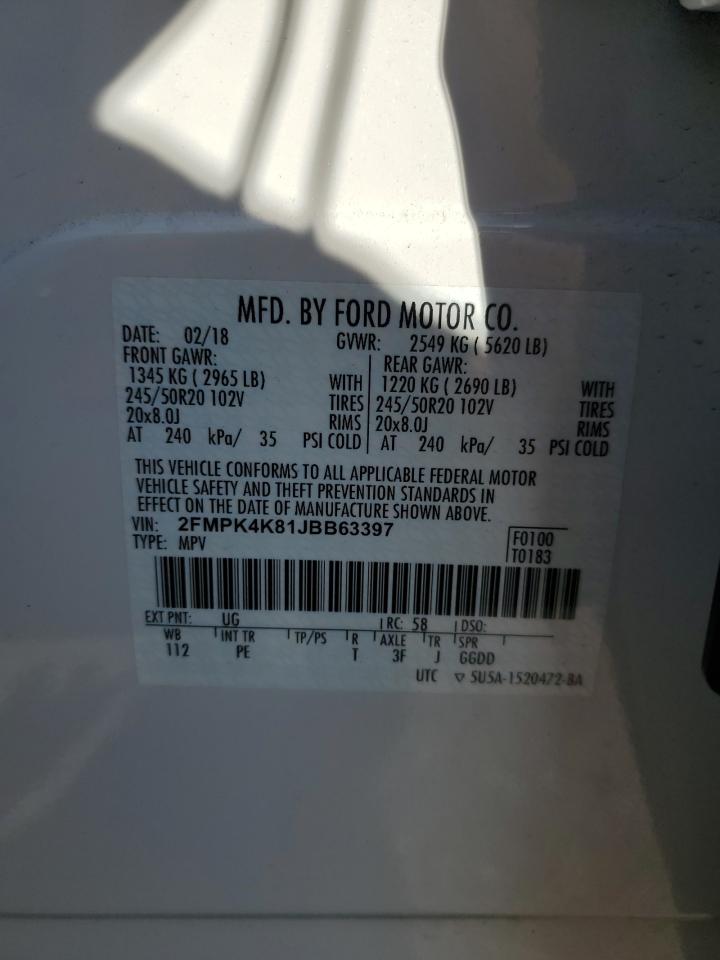 MFD. BY FORD MOTOR CO.
DATE: 02/18 GVWR: 2549 KG ( 5620 LB)
FRONT GAWR: REAR GAWR:
1345 KG ( 2965 LB) WITH 1220 KG ( 2690 LB) WITH
245/50R20 102V TIRES 245/50R20 102V TIRES
20x8.0J RIMS 20x8.0J RIMS
AT 240 kPa/ 35 PSI COLD AT 240 kPa/ 35 PSI COLD
THIS VEHICLE CONFORMS TO ALL APPLICABLE FEDERAL MOTOR
VEHICLE SAFETY AND THEFT PREVENTION STANDARDS IN
EFFECT ON THE DATE OF MANUFACTURE SHOWN ABOVE.
VIN: 2FMPK4K81JBB63397 F0100
TYPE: MPV T0183
EXT PNT: UG RC: 58 DSO:
WB INT TR TP/PS R AXLE TR SPR
112 PE T 3F J GGDD
UTC ▽ 5U5A-1520472-BA